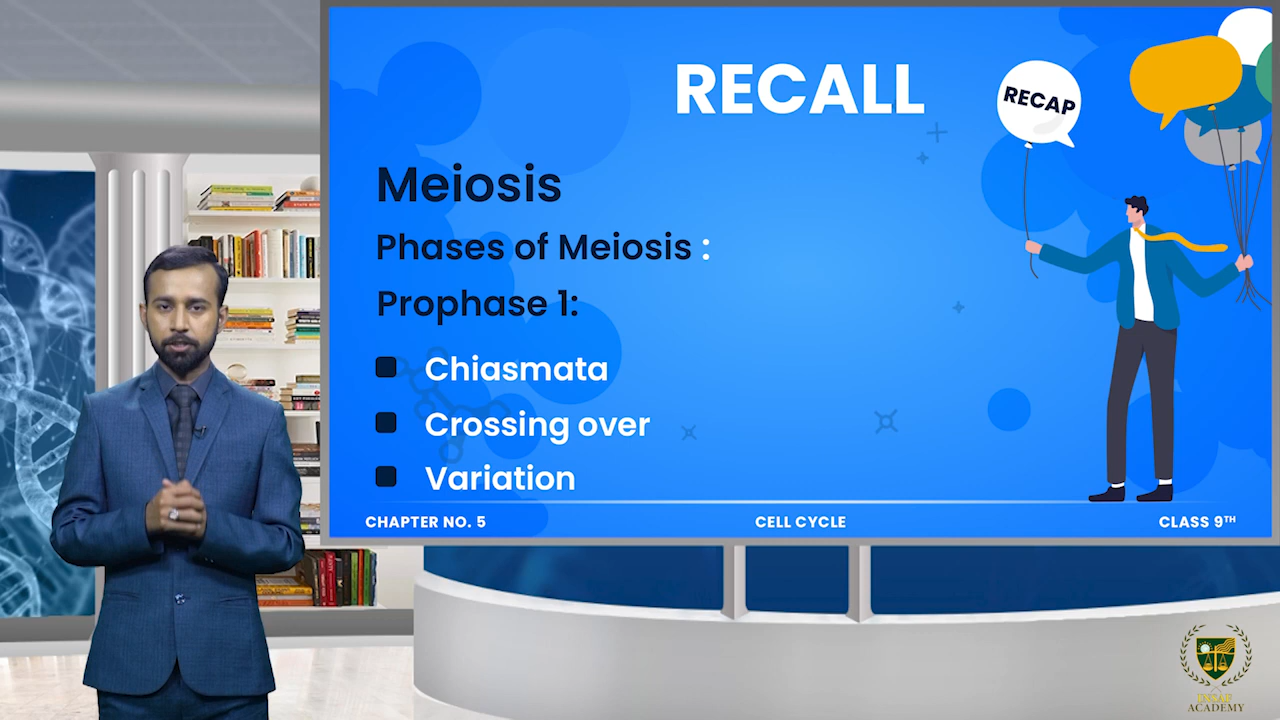 RECALL
RECAP
Meiosis
Phases of Meiosis :
Prophase 1:
Chiasmata
Crossing over
Variation
CHAPTER NO. 5
CELL CYCLE
CLASS 9TH
INSAF
ACADEMY